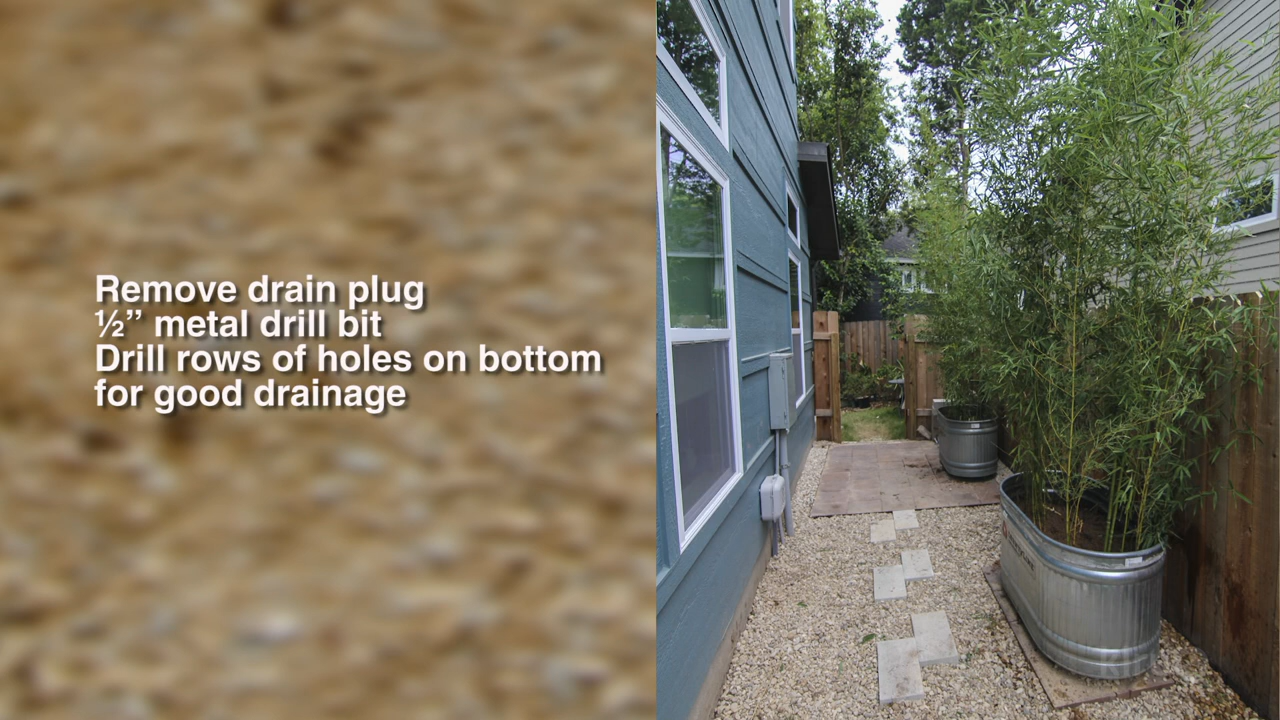 Remove drain plug
½” metal drill bit
Drill rows of holes on bottom
for good drainage